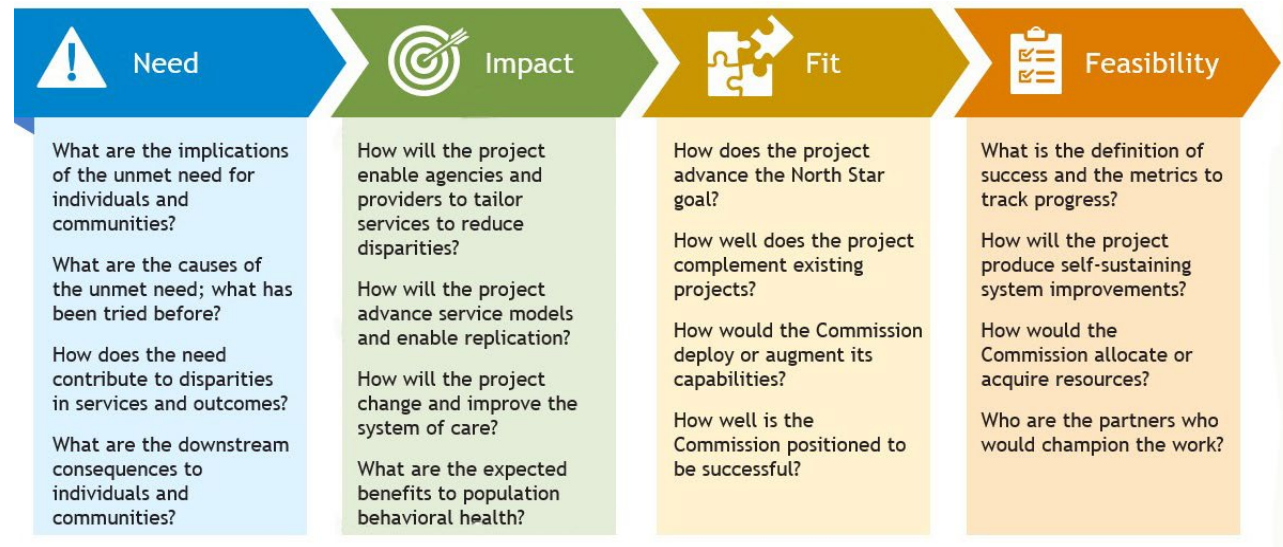 Need
What are the implications
of the unmet need for
individuals and
communities?
What are the causes of
the unmet need; what has
been tried before?
How does the need
contribute to disparities
in services and outcomes?
What are the downstream
consequences to
individuals and
communities?
Impact
How will the project
enable agencies and
providers to tailor
services to reduce
disparities?
How will the project
advance service models
and enable replication?
How will the project
change and improve the
system of care?
What are the expected
benefits to population
behavioral health?
Fit
How does the project
advance the North Star
goal?
How well does the project
complement existing
projects?
How would the Commission
deploy or augment its
capabilities?
How well is the
Commission positioned to
be successful?
Feasibility
What is the definition of
success and the metrics to
track progress?
How will the project
produce self-sustaining
system improvements?
How would the
Commission allocate or
acquire resources?
Who are the partners who
would champion the work?